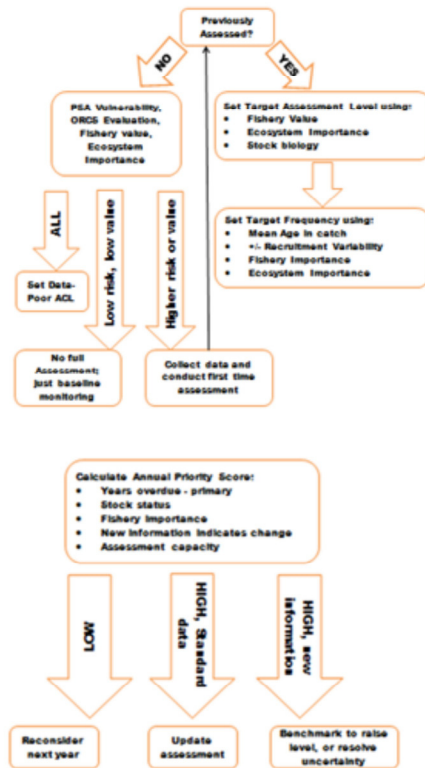 Previously
Assessed?
NO
YES
PSA Vulnerability,
ORCS Evaluation,
Fishery value,
Ecosystem
Importance
Set Target Assessment Level using:
• Fishery Value
• Ecosystem Importance
• Stock biology
Set Target Frequency using:
• Mean Age in catch
• +/- Recruitment Variability
• Fishery Importance
• Ecosystem Importance
ALL
Low risk, low value
Higher risk or value
Set Data-
Poor ACL
No full
Assessment;
just baseline
monitoring
Collect data and
conduct first time
assessment
Calculate Annual Priority Score:
• Years overdue - primary
• Stock status
• Fishery Importance
• New information indicates change
• Assessment capacity
LOW
HIGH, Standard
data
HIGH, new
information
Reconsider
next year
Update
assessment
Benchmark to raise
level, or resolve
uncertainty